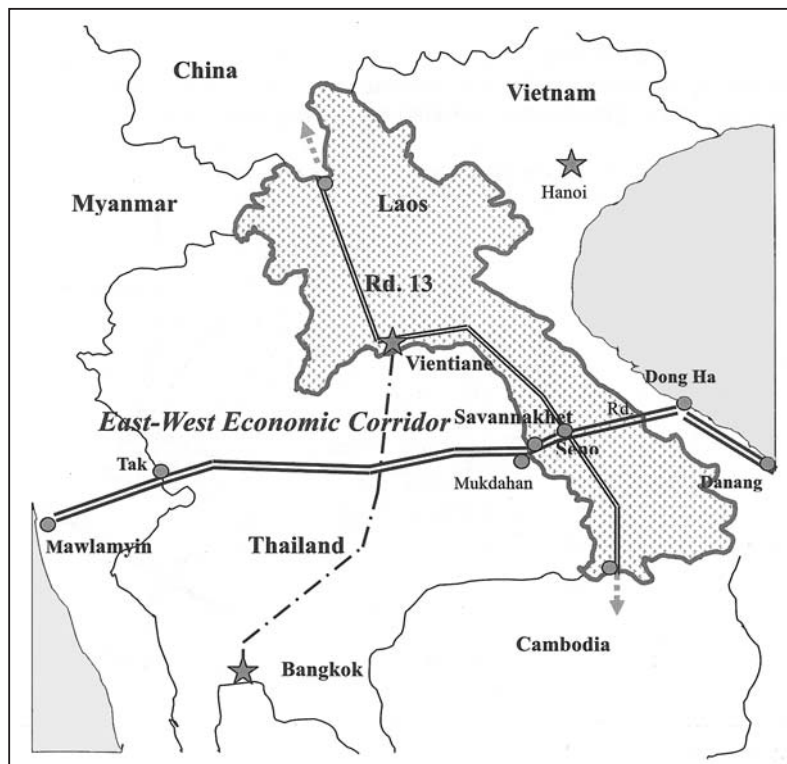 China
Vietnam
Hanoi
Myanmar
Laos
Rd. 13
Vientiane
Dong Ha
East-West Economic Corridor
Savannakhet
Rd.
Seno
Tak
Mukdahan
Danang
Mawlamyin
Thailand
Cambodia
Bangkok